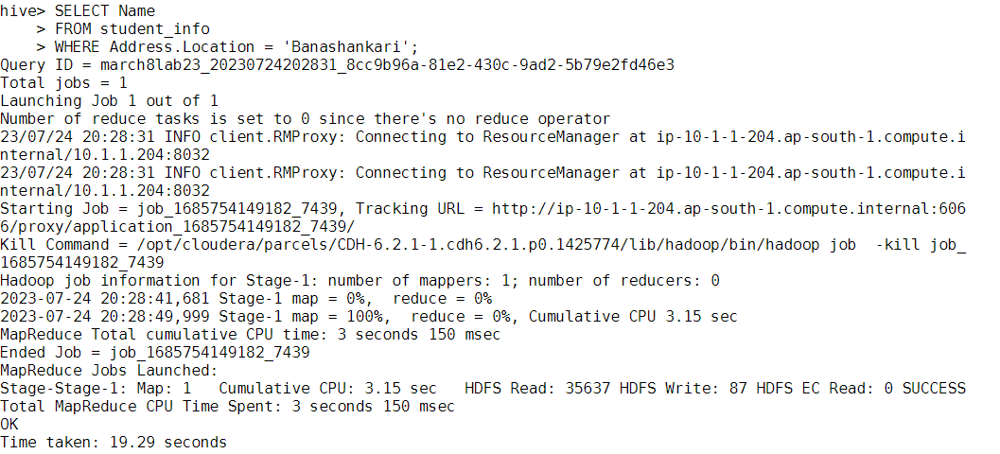 hive> SELECT Name
    > FROM student_info
    > WHERE Address.Location = 'Banashankari';
Query ID = march8lab23_20230724202831_8cc9b96a-81e2-430c-9ad2-5b79e2fd46e3
Total jobs = 1
Launching Job 1 out of 1
Number of reduce tasks is set to 0 since there's no reduce operator
23/07/24 20:28:31 INFO client.RMProxy: Connecting to ResourceManager at ip-10-1-1-204.ap-south-1.compute.i
nternal/10.1.1.204:8032
23/07/24 20:28:31 INFO client.RMProxy: Connecting to ResourceManager at ip-10-1-1-204.ap-south-1.compute.i
nternal/10.1.1.204:8032
Starting Job = job_1685754149182_7439, Tracking URL = http://ip-10-1-1-204.ap-south-1.compute.internal:606
6/proxy/application_1685754149182_7439/
Kill Command = /opt/cloudera/parcels/CDH-6.2.1-1.cdh6.2.1.p0.1425774/lib/hadoop/bin/hadoop job  -kill job_
1685754149182_7439
Hadoop job information for Stage-1: number of mappers: 1; number of reducers: 0
2023-07-24 20:28:41,681 Stage-1 map = 0%,  reduce = 0%
2023-07-24 20:28:49,999 Stage-1 map = 100%,  reduce = 0%, Cumulative CPU 3.15 sec
MapReduce Total cumulative CPU time: 3 seconds 150 msec
Ended Job = job_1685754149182_7439
MapReduce Jobs Launched:
Stage-Stage-1: Map: 1   Cumulative CPU: 3.15 sec   HDFS Read: 35637 HDFS Write: 87 HDFS EC Read: 0 SUCCESS
Total MapReduce CPU Time Spent: 3 seconds 150 msec
OK
Time taken: 19.29 seconds